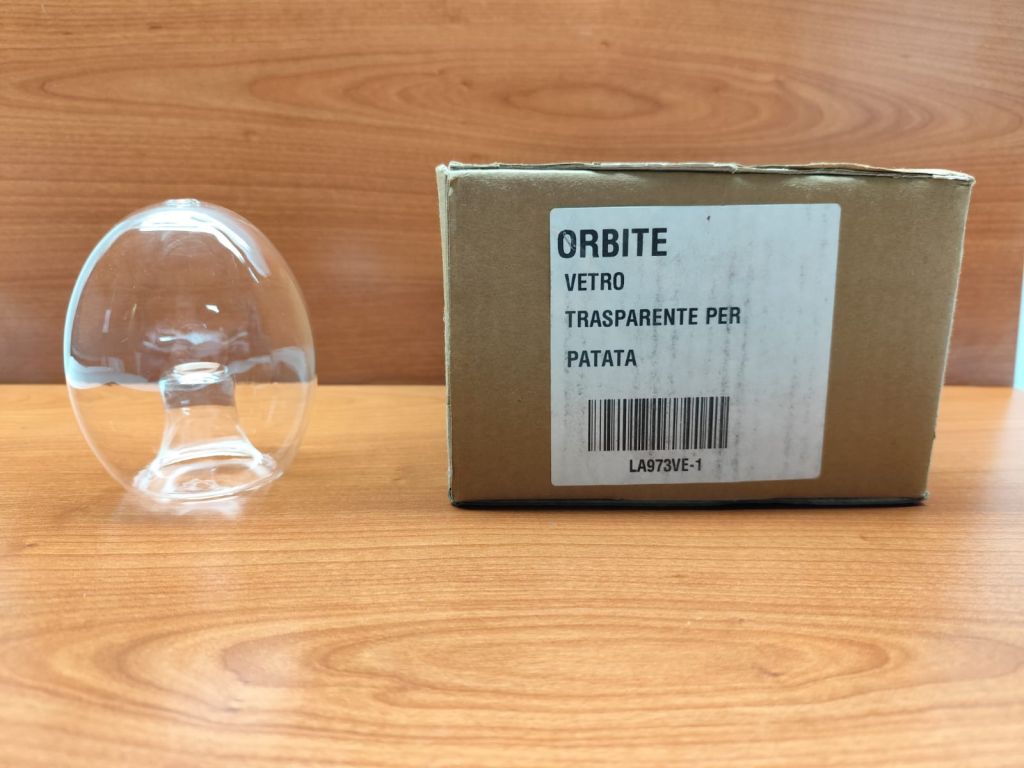 ORBITE
VETRO
TRASPARENTE PER
PATATA
LA973VE-1